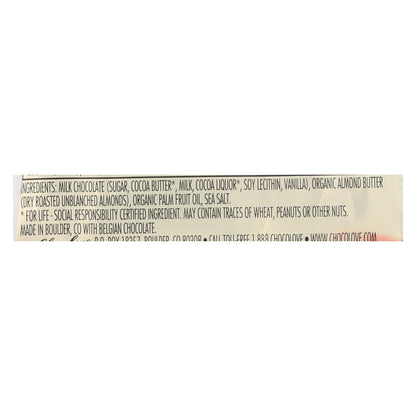 INGREDIENTS: MILK CHOCOLATE (SUGAR, COCOA BUTTER*, MILK, COCOA LIQUOR*, SOY LECITHIN, VANILLA), ORGANIC ALMOND BUTTER
(DRY ROASTED UNBLANCHED ALMONDS), ORGANIC PALM FRUIT OIL, SEA SALT.
* FOR LIFE - SOCIAL RESPONSIBILITY CERTIFIED INGREDIENT. MAY CONTAIN TRACES OF WHEAT, PEANUTS OR OTHER NUTS.
MADE IN BOULDER, CO WITH BELGIAN CHOCOLATE.
P.O. BOX 18357, BOULDER, CO 80308 • CALL TOLL-FREE 1.888.CHOCOLOVE • WWW.CHOCOLOVE.COM